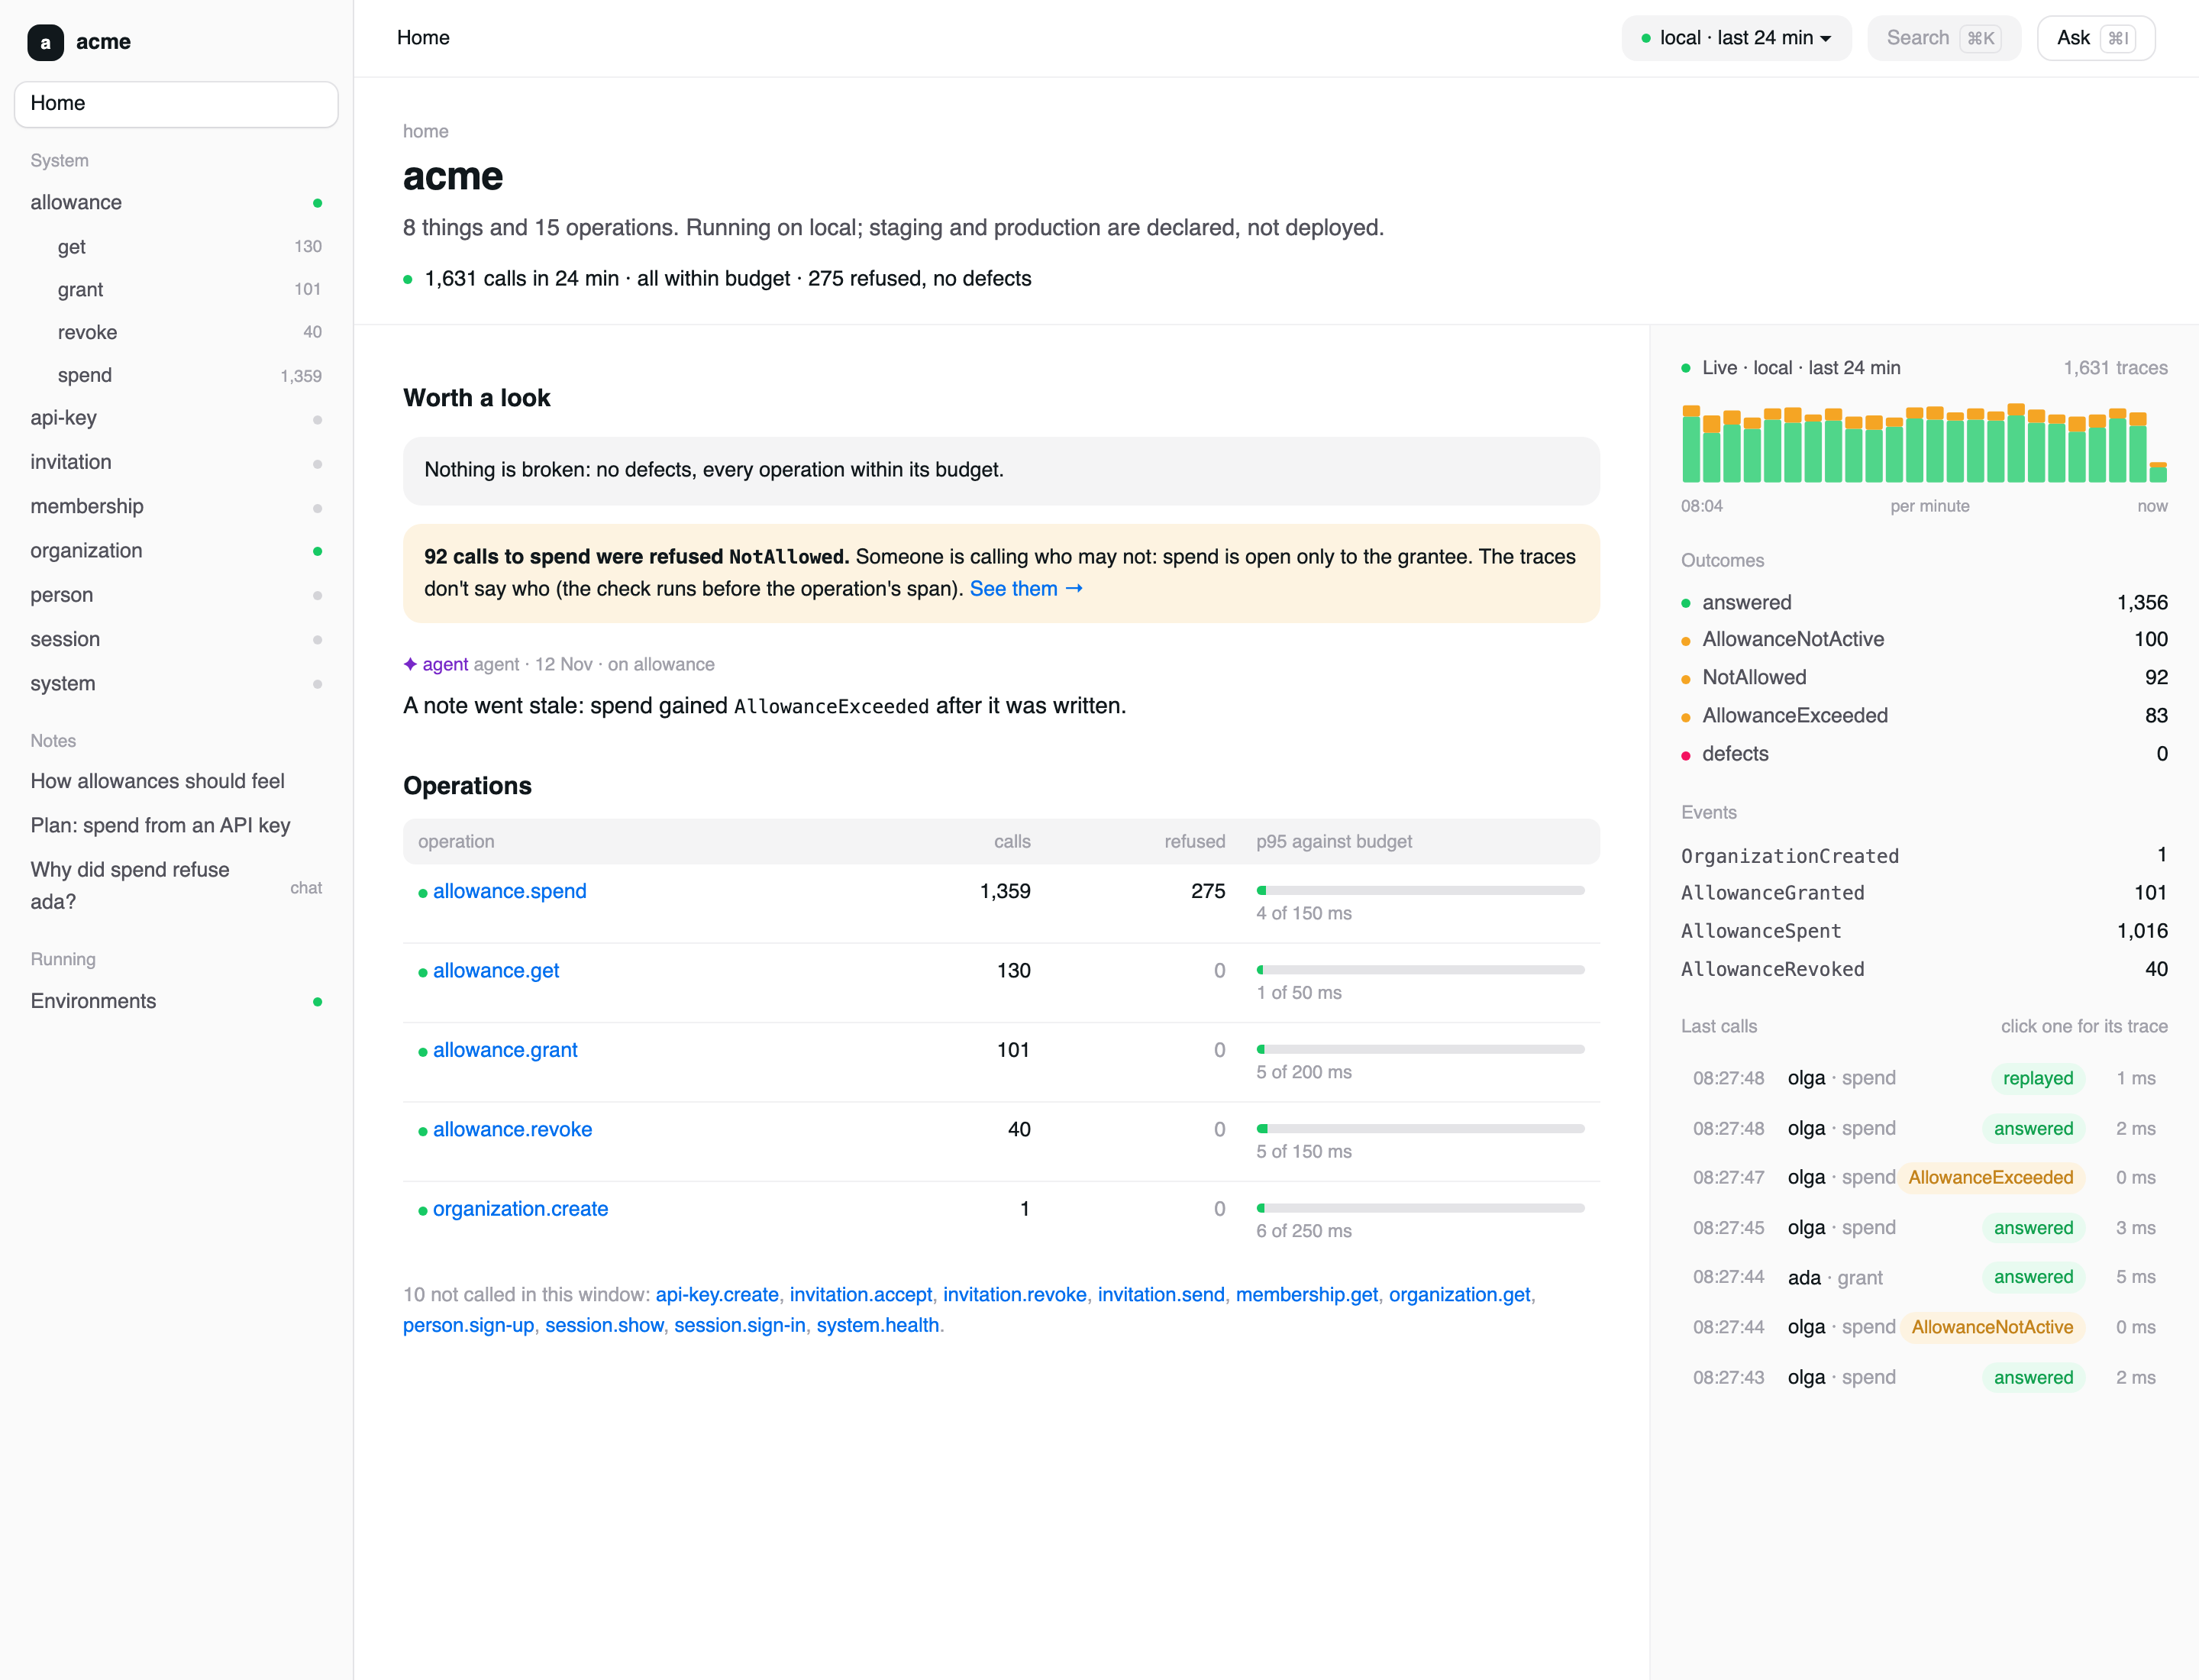 a acme
Home
System
allowance
get 130
grant 101
revoke 40
spend 1,359
api-key
invitation
membership
organization
person
session
system
Notes
How allowances should feel
Plan: spend from an API key
Why did spend refuse
ada?
chat
Running
Environments
Home
local · last 24 min
Search ⌘K
Ask ⌘I
home
acme
8 things and 15 operations. Running on local; staging and production are declared, not deployed.
1,631 calls in 24 min · all within budget · 275 refused, no defects
Worth a look
Nothing is broken: no defects, every operation within its budget.
92 calls to spend were refused NotAllowed. Someone is calling who may not: spend is open only to the grantee. The traces
don't say who (the check runs before the operation's span). See them →
✦ agent agent · 12 Nov · on allowance
A note went stale: spend gained AllowanceExceeded after it was written.
Operations
operation calls refused p95 against budget
allowance.spend 1,359 275
4 of 150 ms
allowance.get 130 0
1 of 50 ms
allowance.grant 101 0
5 of 200 ms
allowance.revoke 40 0
5 of 150 ms
organization.create 1 0
6 of 250 ms
10 not called in this window: api-key.create, invitation.accept, invitation.revoke, invitation.send, membership.get, organization.get,
person.sign-up, session.show, session.sign-in, system.health.
Live · local · last 24 min 1,631 traces
08:04 per minute now
Outcomes
answered 1,356
AllowanceNotActive 100
NotAllowed 92
AllowanceExceeded 83
defects 0
Events
OrganizationCreated 1
AllowanceGranted 101
AllowanceSpent 1,016
AllowanceRevoked 40
Last calls click one for its trace
08:27:48 olga · spend replayed 1 ms
08:27:48 olga · spend answered 2 ms
08:27:47 olga · spend AllowanceExceeded 0 ms
08:27:45 olga · spend answered 3 ms
08:27:44 ada · grant answered 5 ms
08:27:44 olga · spend AllowanceNotActive 0 ms
08:27:43 olga · spend answered 2 ms